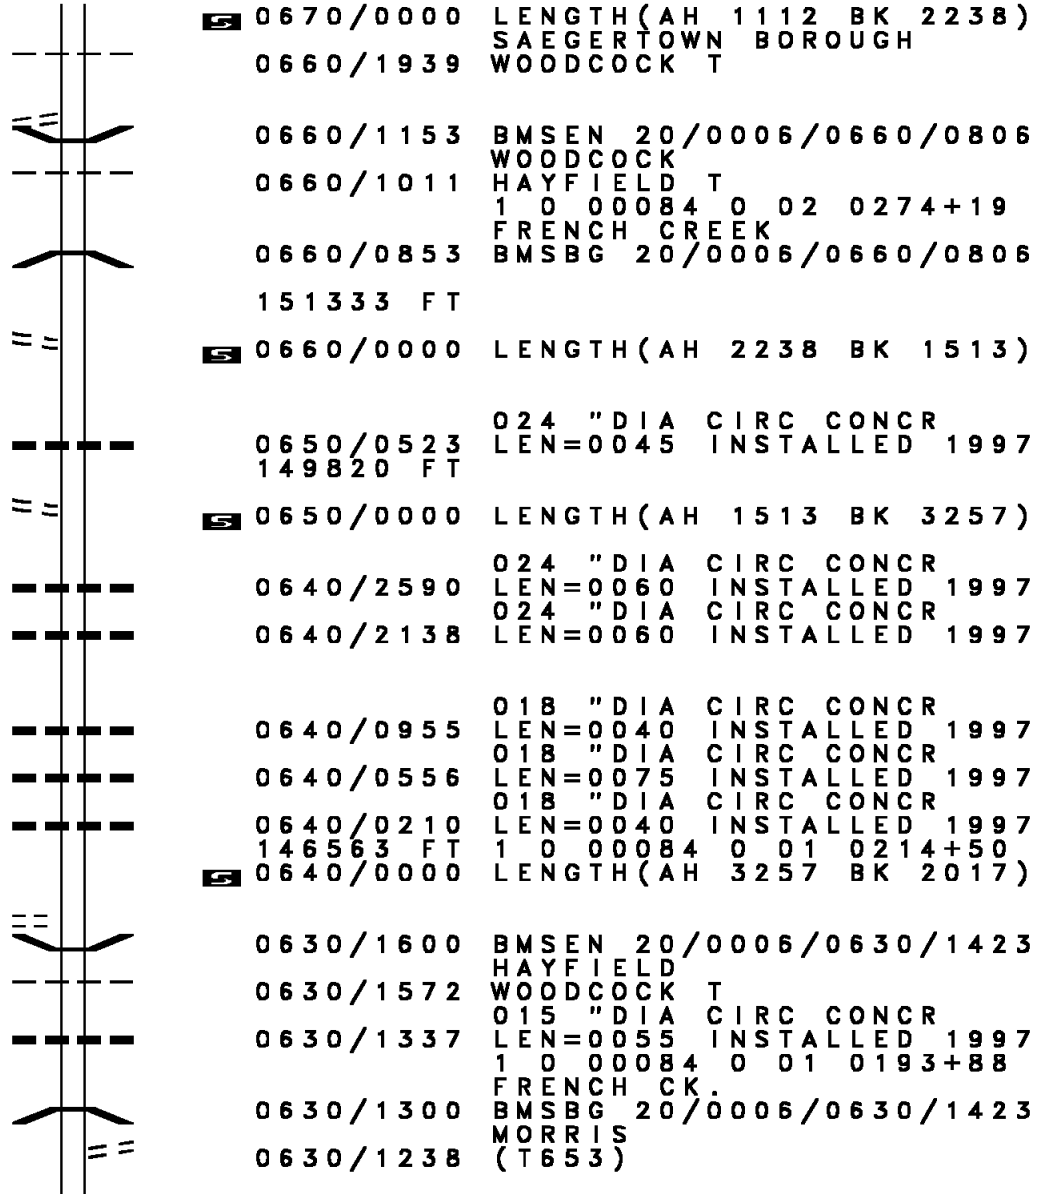 S 0670/0000 LENGTH(AH 1112 BK 2238)
SAEGERTOWN BOROUGH
0660/1939 WOODCOCK T
0660/1153 BMSEN 20/0006/0660/0806
WOODCOCK
0660/1011 HAYFIELD T
1 0 00084 0 02 0274+19
FRENCH CREEK
0660/0853 BMSBG 20/0006/0660/0806
151333 FT
S 0660/0000 LENGTH(AH 2238 BK 1513)
024 "DIA CIRC CONCR
0650/0523 LEN=0045 INSTALLED 1997
149820 FT
S 0650/0000 LENGTH(AH 1513 BK 3257)
024 "DIA CIRC CONCR
0640/2590 LEN=0060 INSTALLED 1997
024 "DIA CIRC CONCR
0640/2138 LEN=0060 INSTALLED 1997
018 "DIA CIRC CONCR
0640/0955 LEN=0040 INSTALLED 1997
018 "DIA CIRC CONCR
0640/0556 LEN=0075 INSTALLED 1997
018 "DIA CIRC CONCR
0640/0210 LEN=0040 INSTALLED 1997
146563 FT 1 0 00084 0 01 0214+50
S 0640/0000 LENGTH(AH 3257 BK 2017)
0630/1600 BMSEN 20/0006/0630/1423
HAYFIELD
0630/1572 WOODCOCK T
015 "DIA CIRC CONCR
0630/1337 LEN=0055 INSTALLED 1997
1 0 00084 0 01 0193+88
FRENCH CK.
0630/1300 BMSBG 20/0006/0630/1423
MORRIS
0630/1238 (T653)